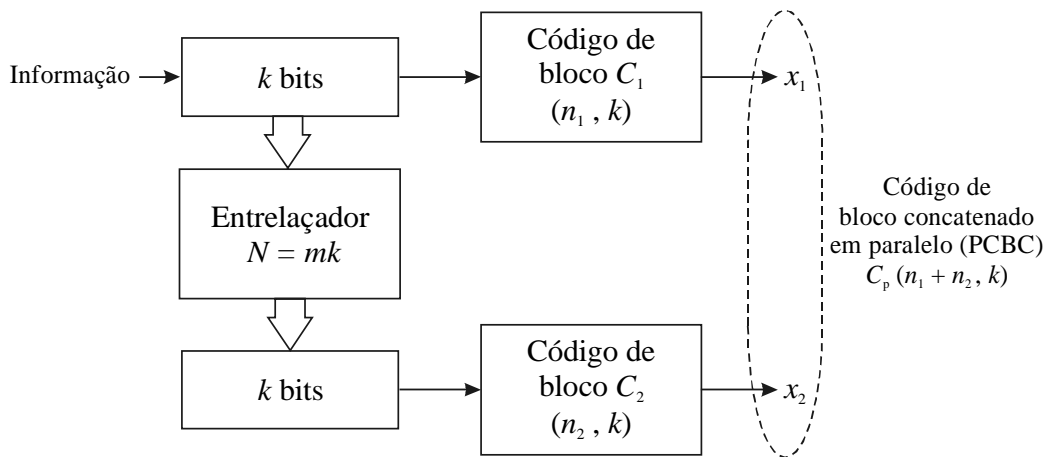 Informação
k bits
Código de
bloco C₁
(n₁ , k)
x₁
Entrelaçador
N = mk
Código de
bloco concatenado
em paralelo (PCBC)
Cₚ (n₁ + n₂ , k)
k bits
Código de
bloco C₂
(n₂ , k)
x₂